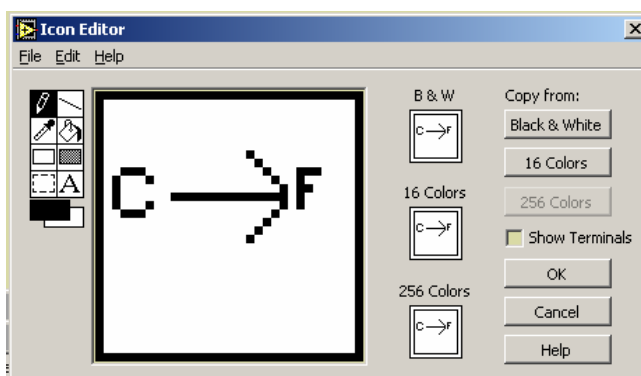 Icon Editor
File Edit Help
A
C F
B & W
C F
16 Colors
C F
256 Colors
C F
Copy from:
Black & White
16 Colors
256 Colors
Show Terminals
OK
Cancel
Help